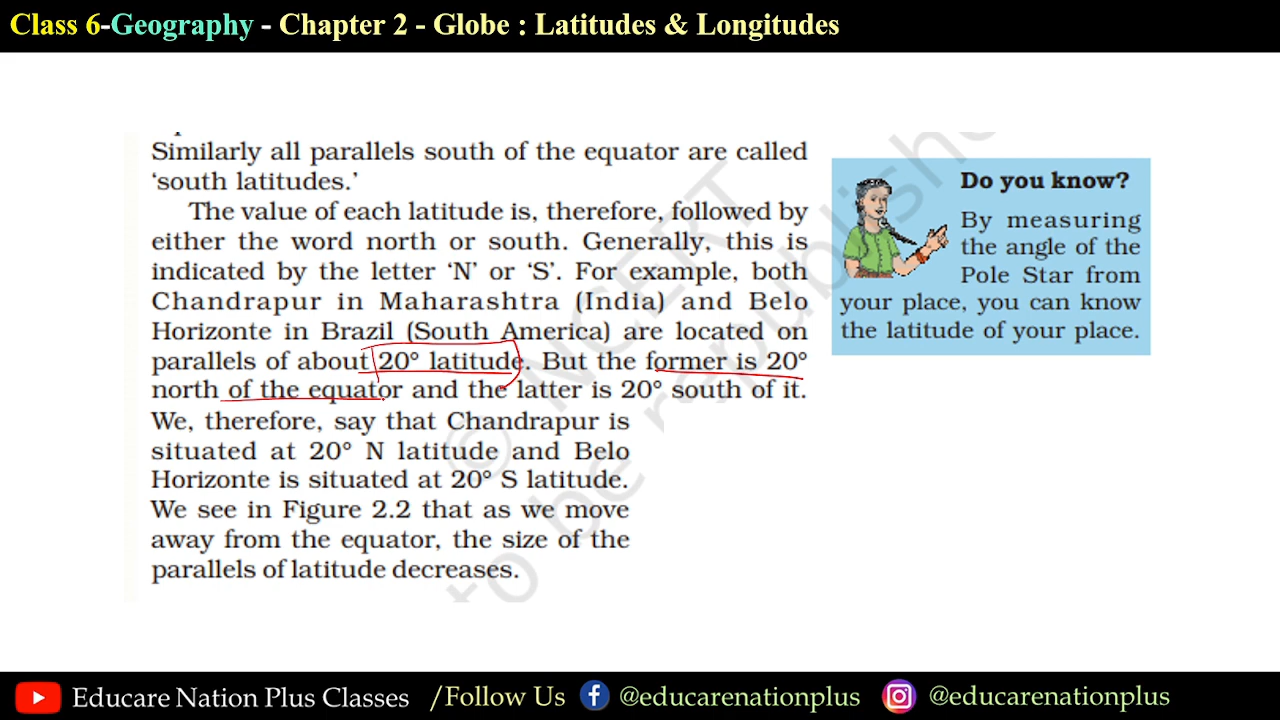 Class 6-Geography - Chapter 2 - Globe : Latitudes & Longitudes
Similarly all parallels south of the equator are called
‘south latitudes.’
The value of each latitude is, therefore, followed by
either the word north or south. Generally, this is
indicated by the letter ‘N’ or ‘S’. For example, both
Chandrapur in Maharashtra (India) and Belo
Horizonte in Brazil (South America) are located on
parallels of about 20° latitude. But the former is 20°
north of the equator and the latter is 20° south of it.
We, therefore, say that Chandrapur is
situated at 20° N latitude and Belo
Horizonte is situated at 20° S latitude.
We see in Figure 2.2 that as we move
away from the equator, the size of the
parallels of latitude decreases.
Do you know?
By measuring
the angle of the
Pole Star from
your place, you can know
the latitude of your place.
© NCERT
to be republishe
Educare Nation Plus Classes /Follow Us @educarenationplus @educarenationplus